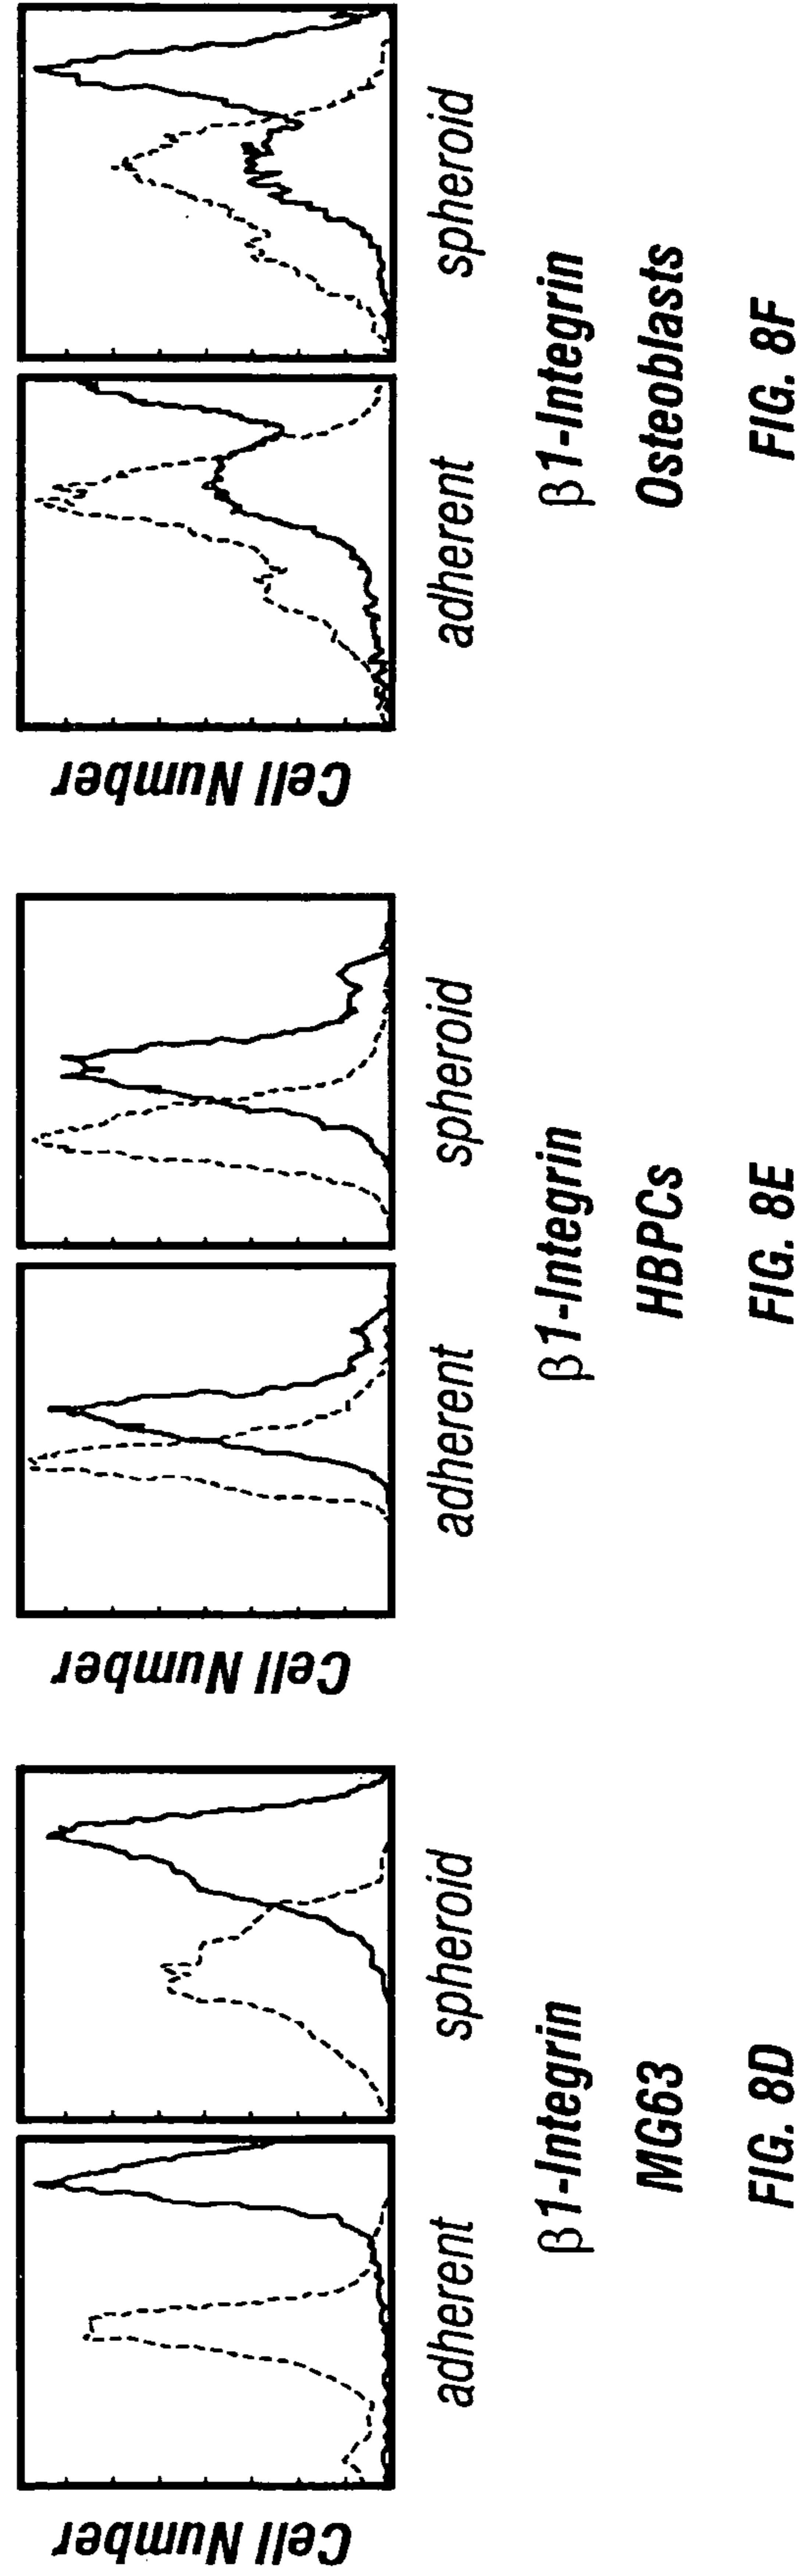 Cell Number
adherent
spheroid
β1-Integrin
MG63
FIG. 8D
Cell Number
adherent
spheroid
β1-Integrin
HBPCs
FIG. 8E
Cell Number
adherent
spheroid
β1-Integrin
Osteoblasts
FIG. 8F